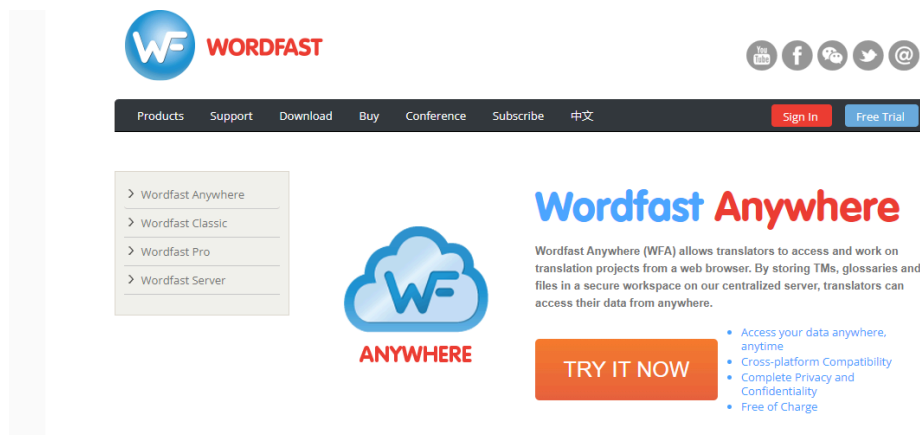 WF WORDFAST
You
Tube
f
@
Products Support Download Buy Conference Subscribe 中文 Sign In Free Trial
Wordfast Anywhere
Wordfast Classic
Wordfast Pro
Wordfast Server
WF
ANYWHERE
Wordfast Anywhere
Wordfast Anywhere (WFA) allows translators to access and work on
translation projects from a web browser. By storing TMs, glossaries and
files in a secure workspace on our centralized server, translators can
access their data from anywhere.
TRY IT NOW
Access your data anywhere,
anytime
Cross-platform Compatibility
Complete Privacy and
Confidentiality
Free of Charge